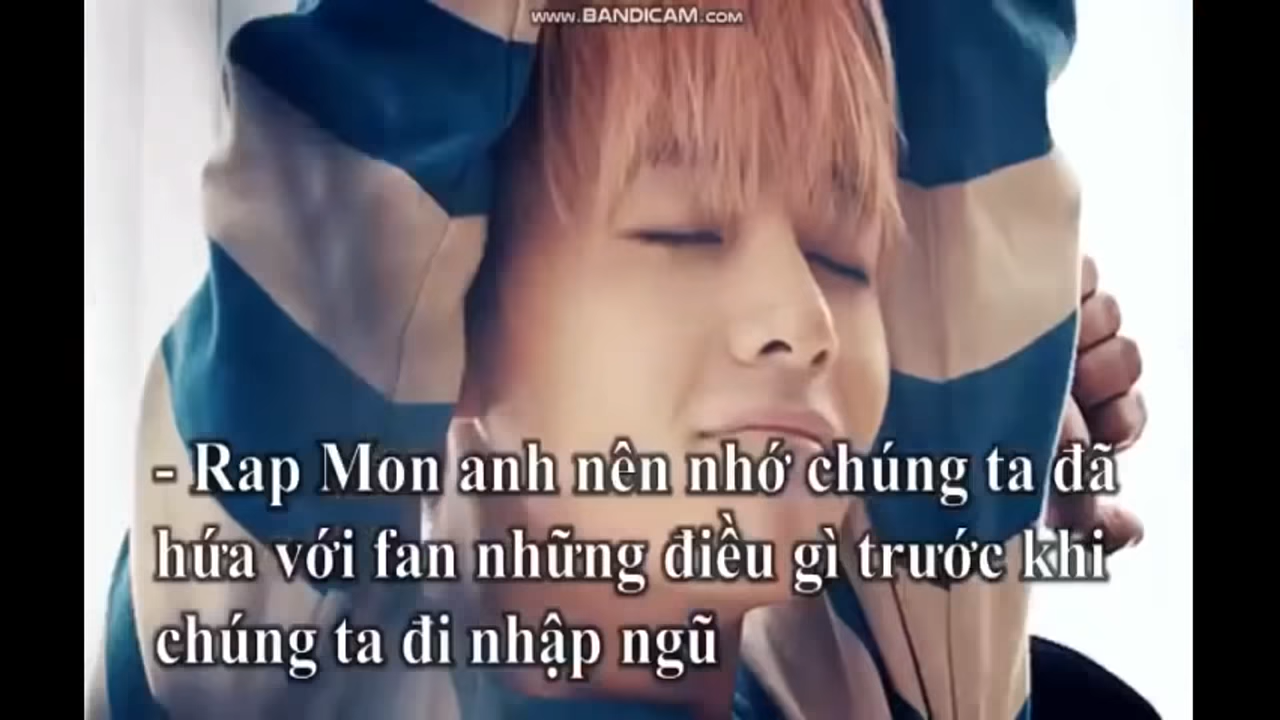 www.BANDICAM.com
- Rap Mon anh nên nhớ chúng ta đã
hứa với fan những điều gì trước khi
chúng ta đi nhập ngũ